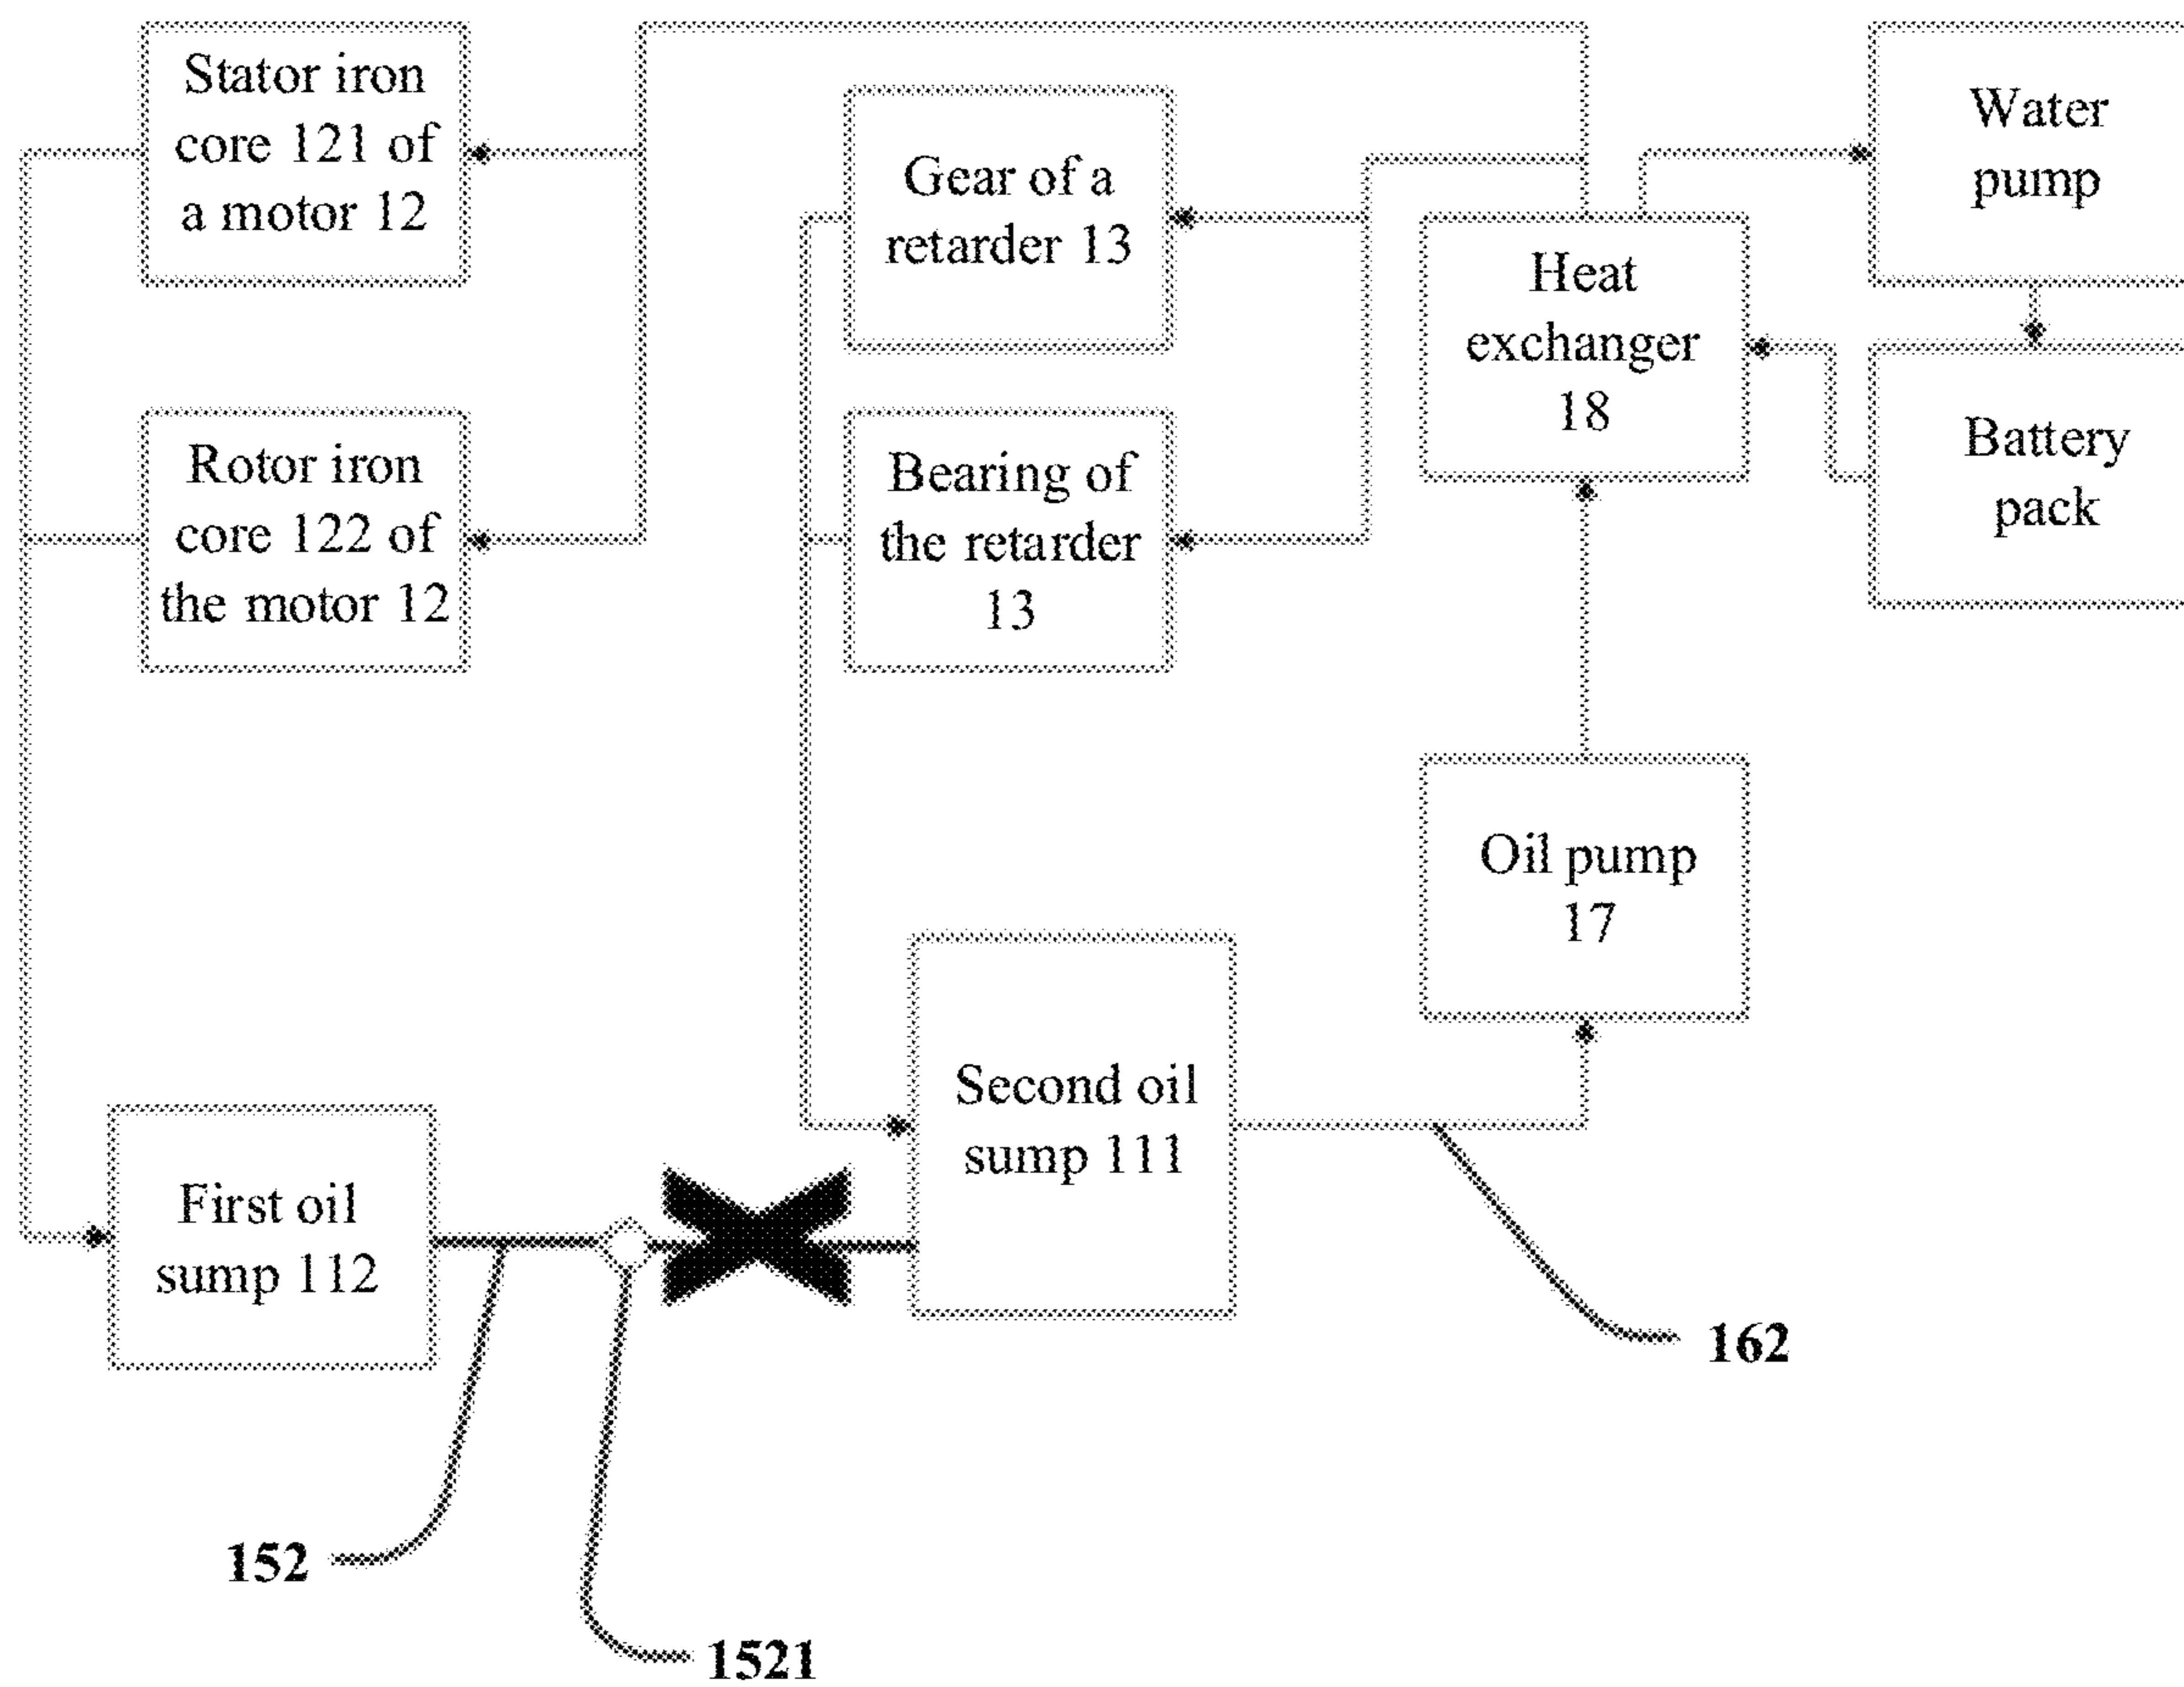 Stator iron
core 121 of
a motor 12
Gear of a
retarder 13
Heat
exchanger
18
Water
pump
Rotor iron
core 122 of
the motor 12
Bearing of
the retarder
13
Battery
pack
Oil pump
17
Second oil
sump 111
First oil
sump 112
162
152
1521